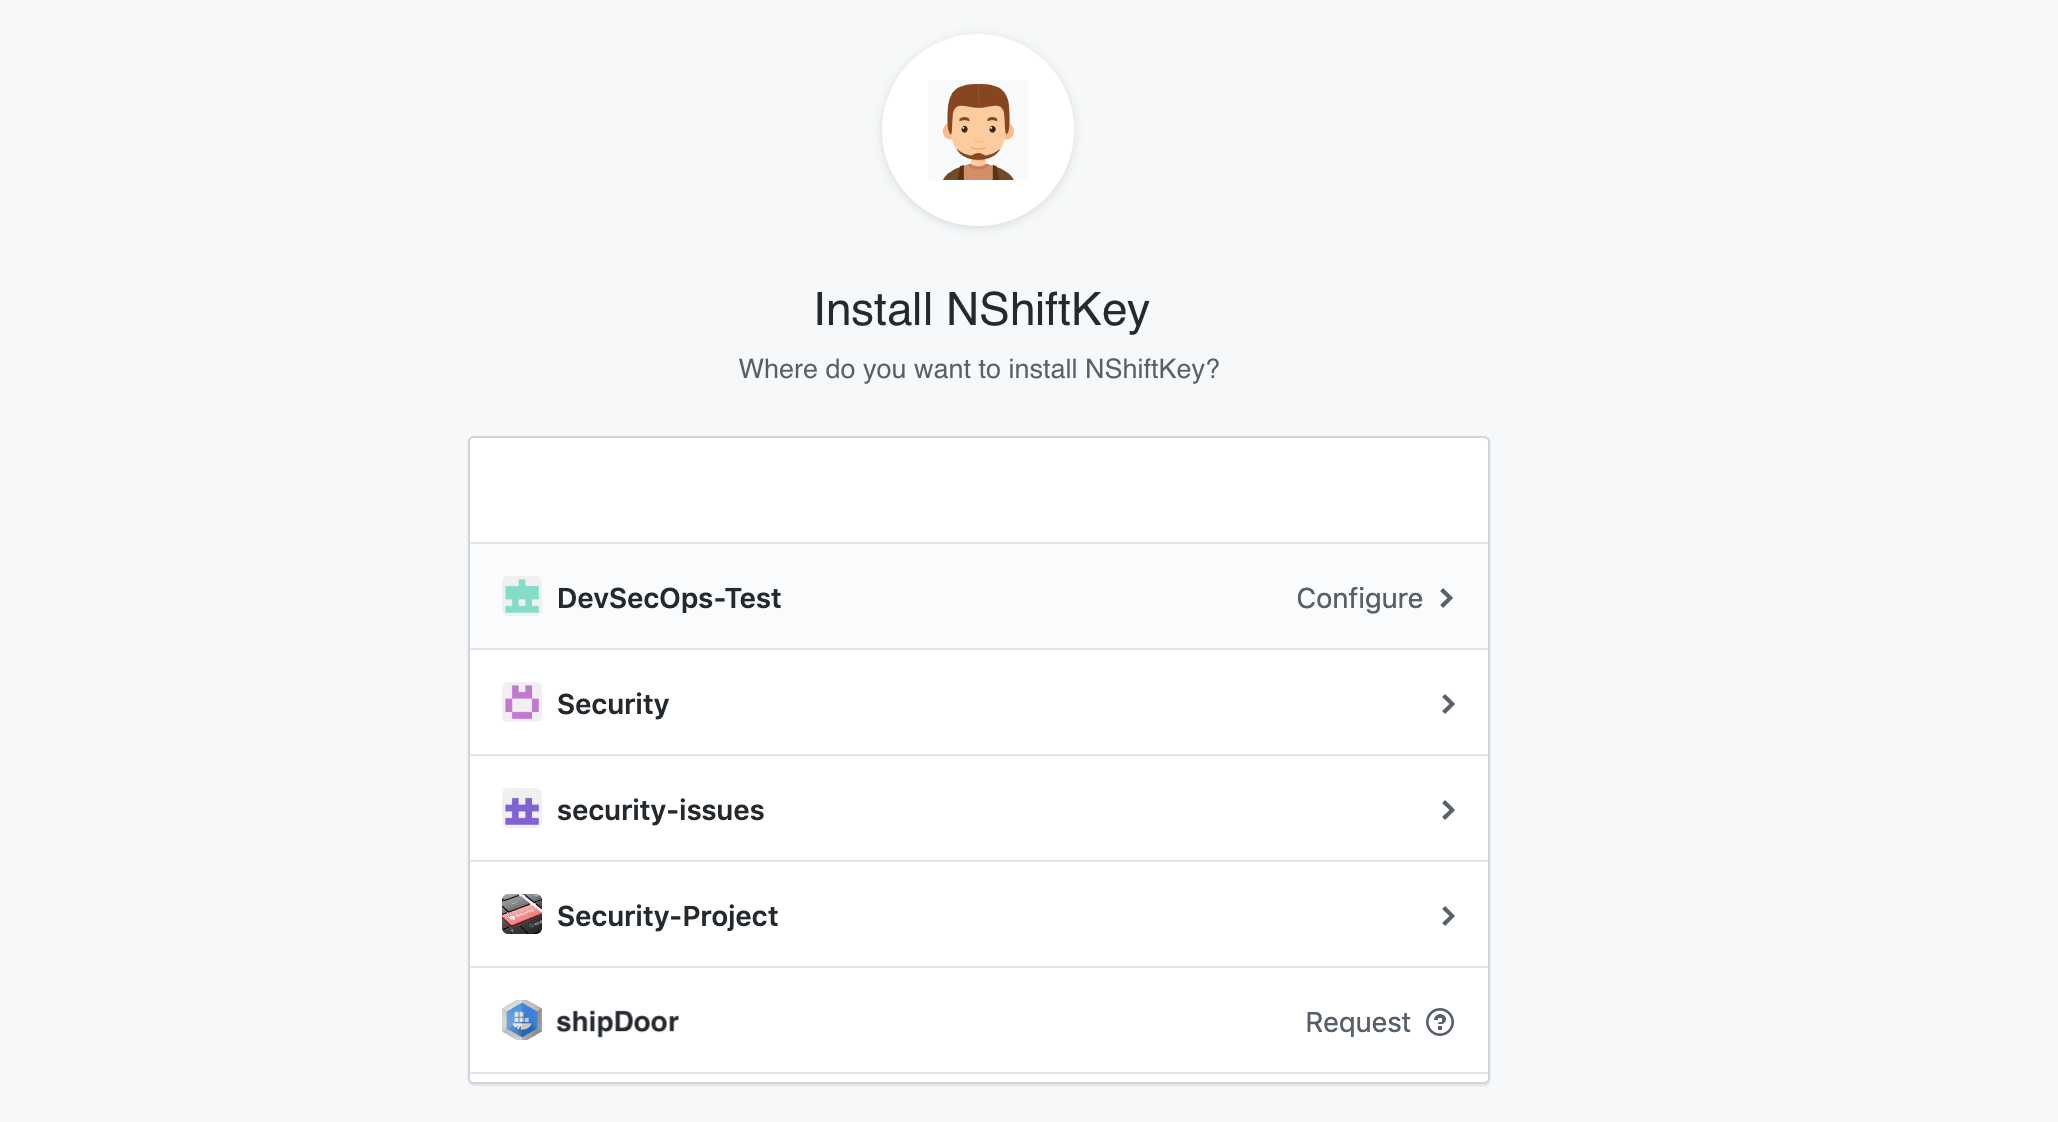 Install NShiftKey
Where do you want to install NShiftKey?
DevSecOps-Test Configure
Security
security-issues
Security-Project
shipDoor Request